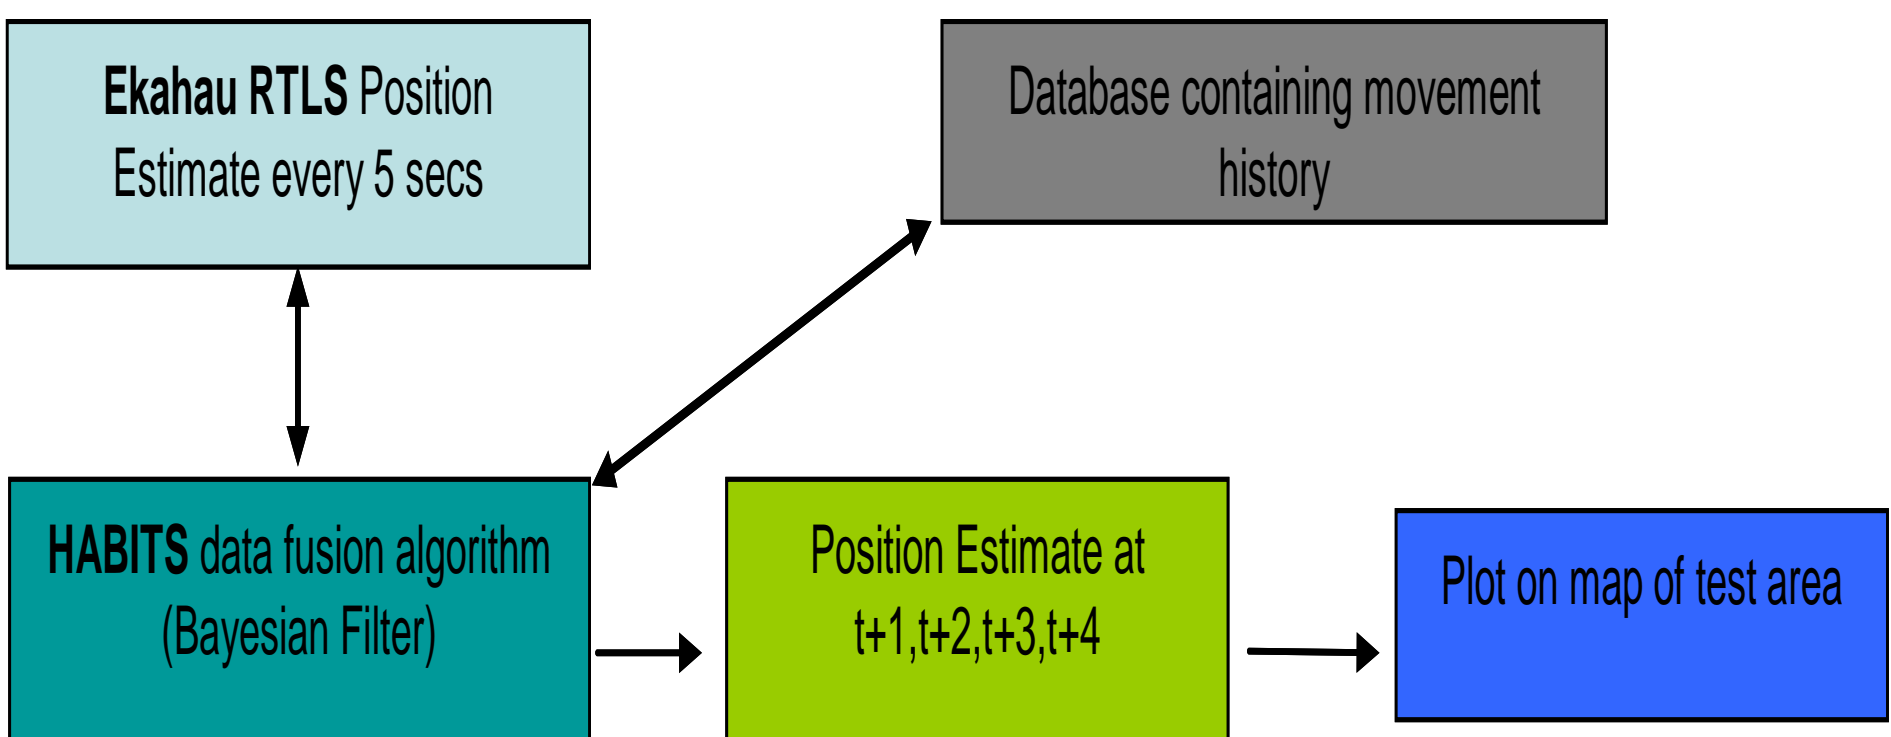 Ekahau RTLS Position
Estimate every 5 secs
Database containing movement
history
HABITS data fusion algorithm
(Bayesian Filter)
Position Estimate at
t+1,t+2,t+3,t+4
Plot on map of test area